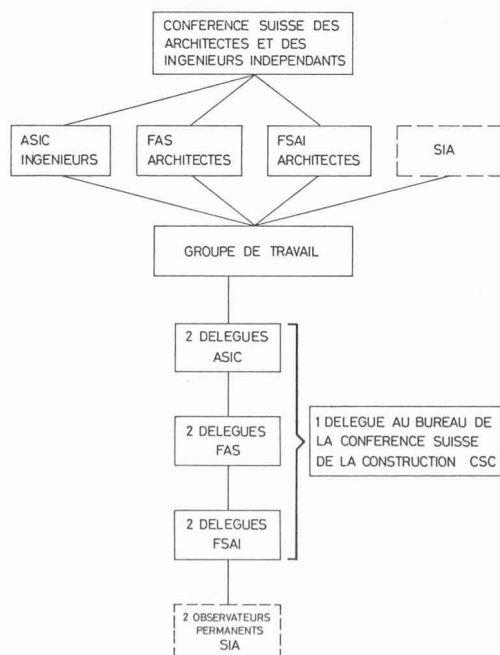 CONFERENCE SUISSE DES
ARCHITECTES ET DES
INGENIEURS INDEPENDANTS
ASIC
INGENIEURS
FAS
ARCHITECTES
FSAI
ARCHITECTES
SIA
GROUPE DE TRAVAIL
2 DELEGUES
ASIC
2 DELEGUES
FAS
2 DELEGUES
FSAI
1 DELEGUE AU BUREAU DE
LA CONFERENCE SUISSE
DE LA CONSTRUCTION CSC
2 OBSERVATEURS
PERMANENTS
SIA